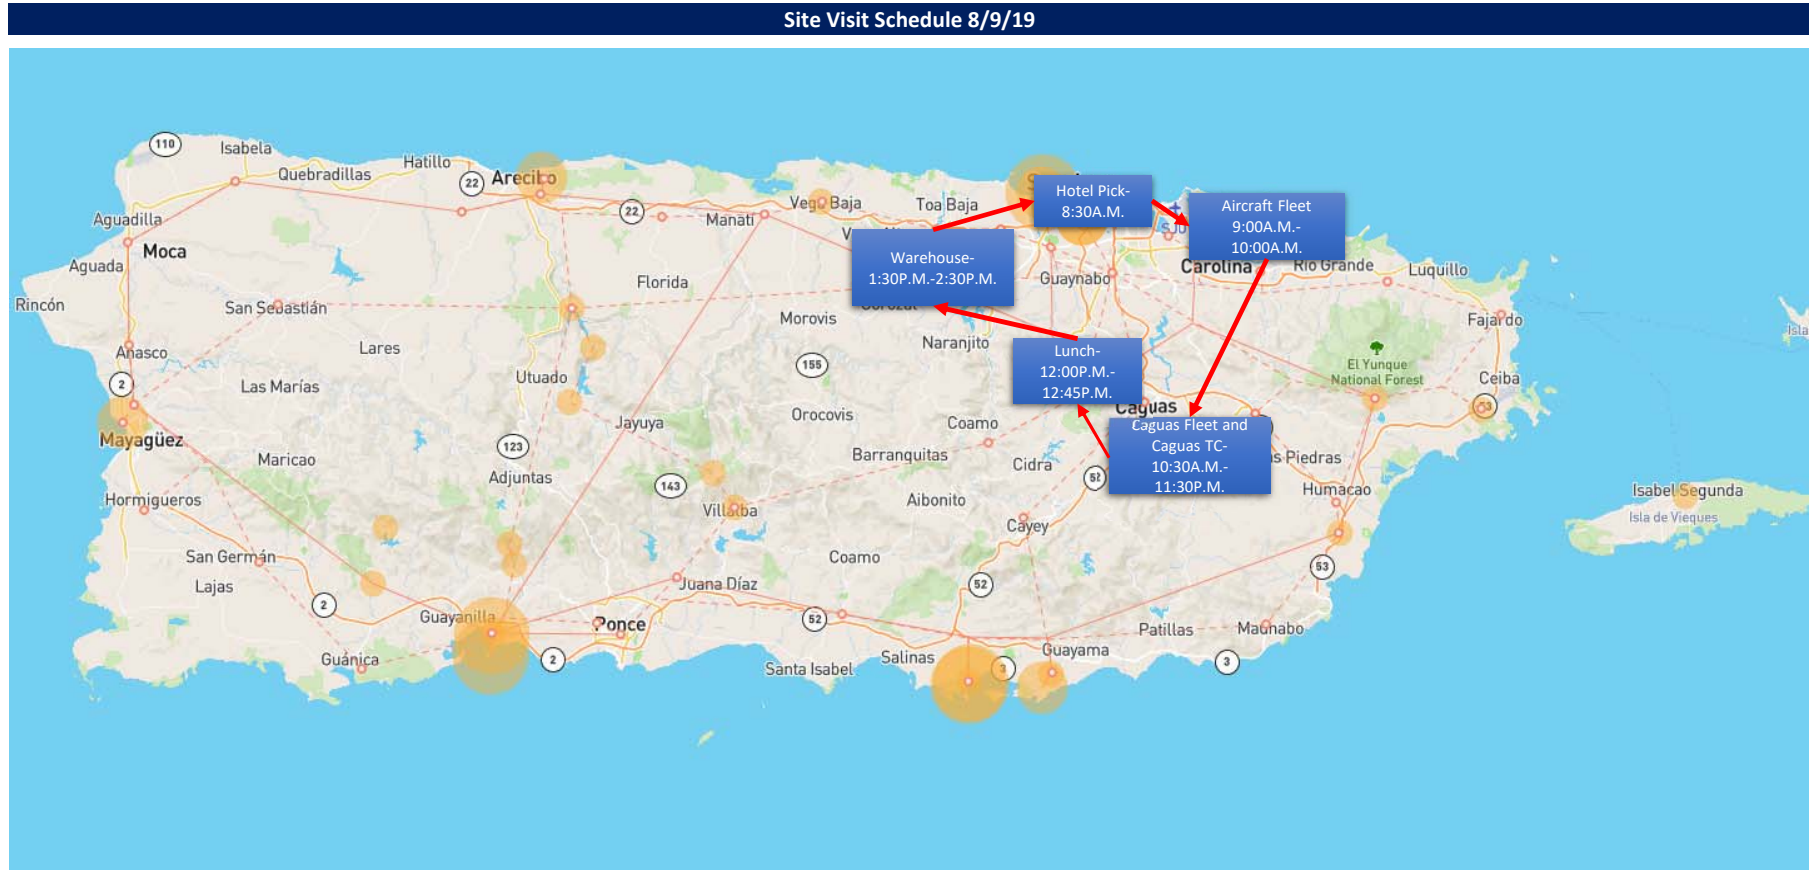 Site Visit Schedule 8/9/19
110
Isabela
Hatillo
Quebradillas
22
Arecibo
Aguadilla
22
Manatí
Vega Baja
Toa Baja
Hotel Pick-
8:30A.M.
Aircraft Fleet
9:00A.M.-
10:00A.M.
SJU
Moca
Aguada
Warehouse-
1:30P.M.-2:30P.M.
Guaynabo
Carolina
Río Grande
Luquillo
Rincón
San Sebastián
Florida
Corozal
Morovis
Fajardo
Isla
Añasco
Lares
Naranjito
Lunch-
12:00P.M.-
12:45P.M.
El Yunque
National Forest
155
2
Las Marías
Utuado
Ceiba
53
Orocovis
Caguas
Mayagüez
Jayuya
Coamo
Caguas Fleet and
Caguas TC-
10:30A.M.-
11:30P.M.
123
Maricao
Barranquitas
Cidra
s Piedras
Adjuntas
143
52
Hormigueros
Aibonito
Humacao
Isabel Segunda
Villalba
Isla de Vieques
Cayey
San Germán
Coamo
53
Lajas
Juana Díaz
52
2
Guayanilla
Ponce
52
Patillas
Maunabo
Guánica
2
Santa Isabel
Salinas
3
Guayama
3